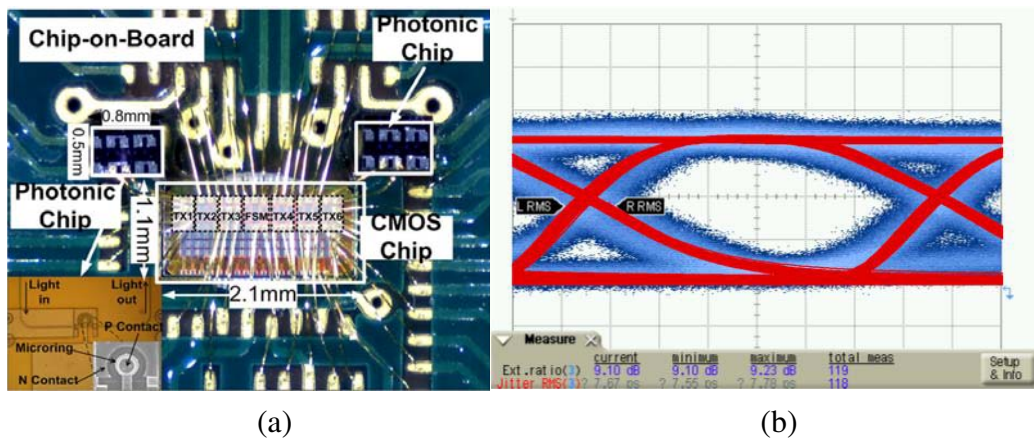 Chip-on-Board
Photonic
Chip
0.8mm
0.5mm
Photonic
Chip
1.1mm
TX1 TX2 TX3 FSM TX4 TX5 TX6
CMOS
Chip
2.1mm
Light
in
Light
out
P Contact
Microring
N Contact
L RMS
R RMS
Measure
current minimum maximum total meas
Ext.ratio(3) 9.10 dB 9.10 dB 9.23 dB 119
Jitter RMS(3) ? 7.67 ps ? 7.55 ps ? 7.78 ps 118
Setup
& Info
(a)
(b)